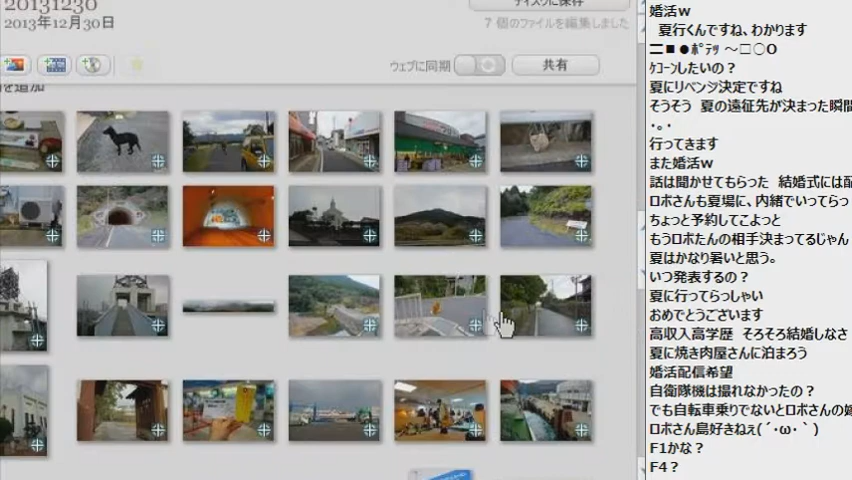 20131230
2013年12月30日
ディスクに保存
7 個のファイルを編集しました
ウェブに同期
共有
を追加
婚活ｗ
夏行くんですね、わかります
ｹｺｰﾝしたいの？
夏にリベンジ決定ですね
そうそう 夏の遠征先が決まった瞬間
・。・
行ってきます
また婚活ｗ
話は聞かせてもらった 結婚式には配
ロボさんも夏場に、内緒でいってらっ
ちょっと予約してこよっと
もうロボたんの相手決まってるじゃん
夏はかなり暑いと思う。
いつ発表するの？
夏に行ってらっしゃい
おめでとうございます
高収入高学歴 そろそろ結婚しなさ
夏に焼き肉屋さんに泊まろう
婚活配信希望
自衛隊機は撮れなかったの？
でも自転車乗りでないとロボさんの嫁
ロボさん島好きねぇ(´･ω･｀)
F1かな？
F4？